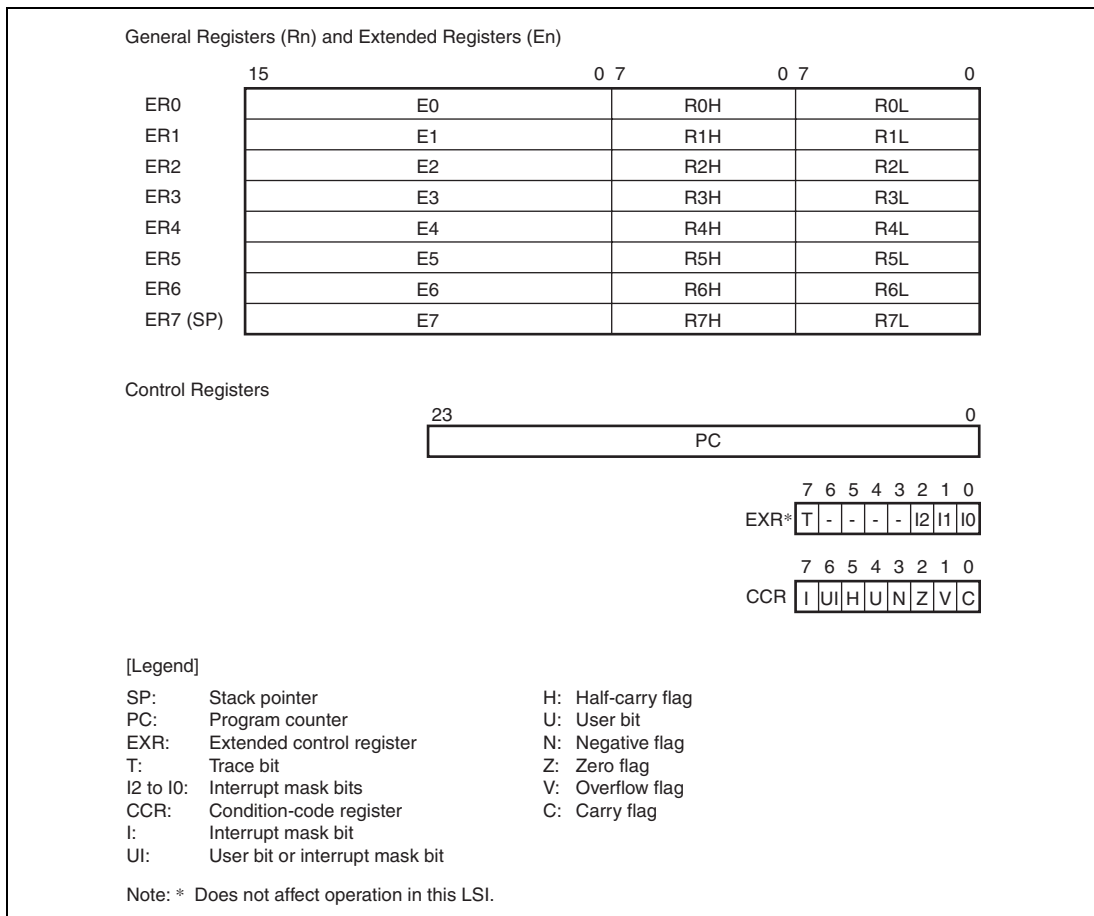 General Registers (Rn) and Extended Registers (En)
15 0 7 0 7 0
ER0 E0 R0H R0L
ER1 E1 R1H R1L
ER2 E2 R2H R2L
ER3 E3 R3H R3L
ER4 E4 R4H R4L
ER5 E5 R5H R5L
ER6 E6 R6H R6L
ER7 (SP) E7 R7H R7L
Control Registers
23 0
PC
7 6 5 4 3 2 1 0
EXR* T - - - - I2 I1 I0
7 6 5 4 3 2 1 0
CCR I UI H U N Z V C
[Legend]
SP: Stack pointer
PC: Program counter
EXR: Extended control register
T: Trace bit
I2 to I0: Interrupt mask bits
CCR: Condition-code register
I: Interrupt mask bit
UI: User bit or interrupt mask bit
H: Half-carry flag
U: User bit
N: Negative flag
Z: Zero flag
V: Overflow flag
C: Carry flag
Note: * Does not affect operation in this LSI.